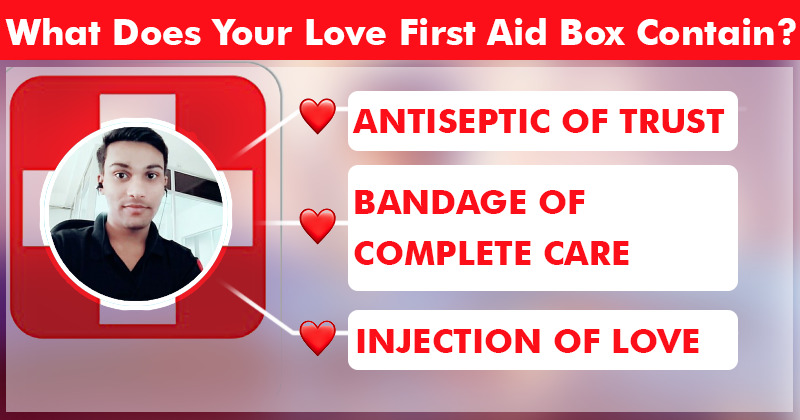 What Does Your Love First Aid Box Contain?
ANTISEPTIC OF TRUST
BANDAGE OF
COMPLETE CARE
INJECTION OF LOVE